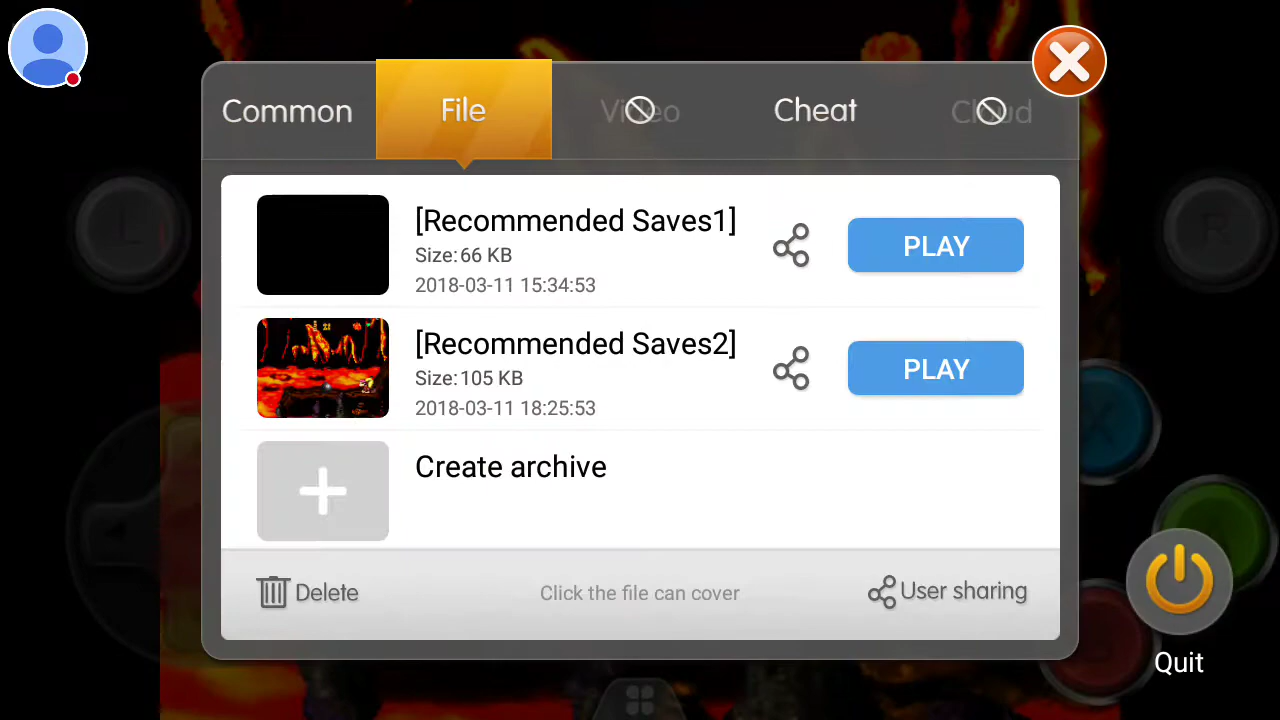 Common
File
Video
Cheat
Cloud
[Recommended Saves1]
Size:66 KB
2018-03-11 15:34:53
PLAY
[Recommended Saves2]
Size:105 KB
2018-03-11 18:25:53
PLAY
Create archive
Delete
Click the file can cover
User sharing
Quit
L
R
X